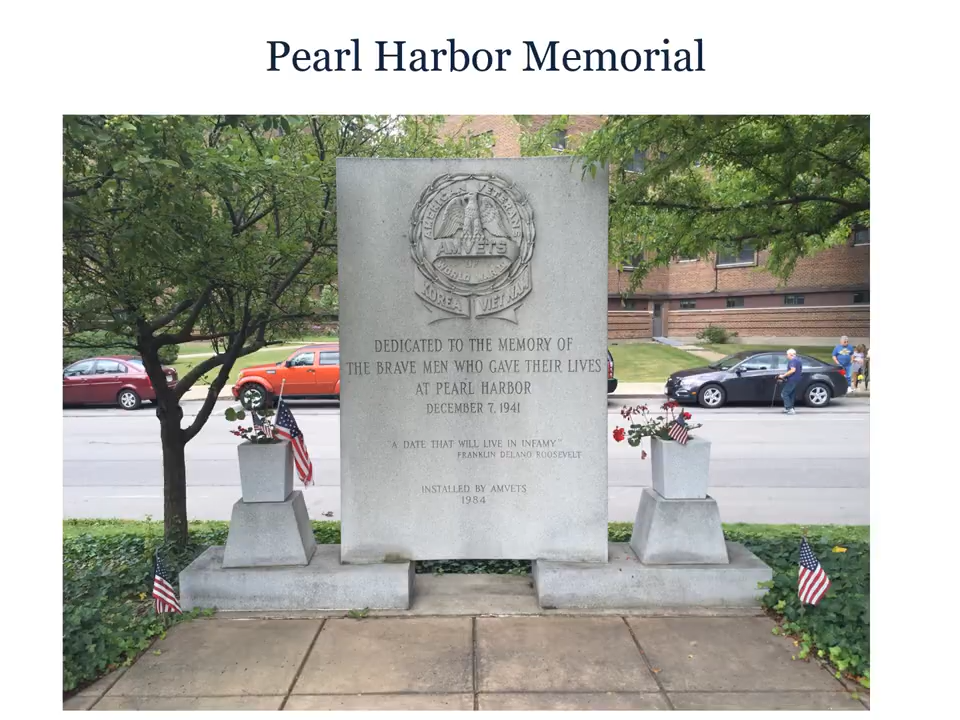 Pearl Harbor Memorial
AMERICAN VETERANS
AMVETS
OF
WORLD WAR II
KOREA VIETNAM
DEDICATED TO THE MEMORY OF
THE BRAVE MEN WHO GAVE THEIR LIVES
AT PEARL HARBOR
DECEMBER 7, 1941
"A DATE THAT WILL LIVE IN INFAMY"
FRANKLIN DELANO ROOSEVELT
INSTALLED BY AMVETS
1984